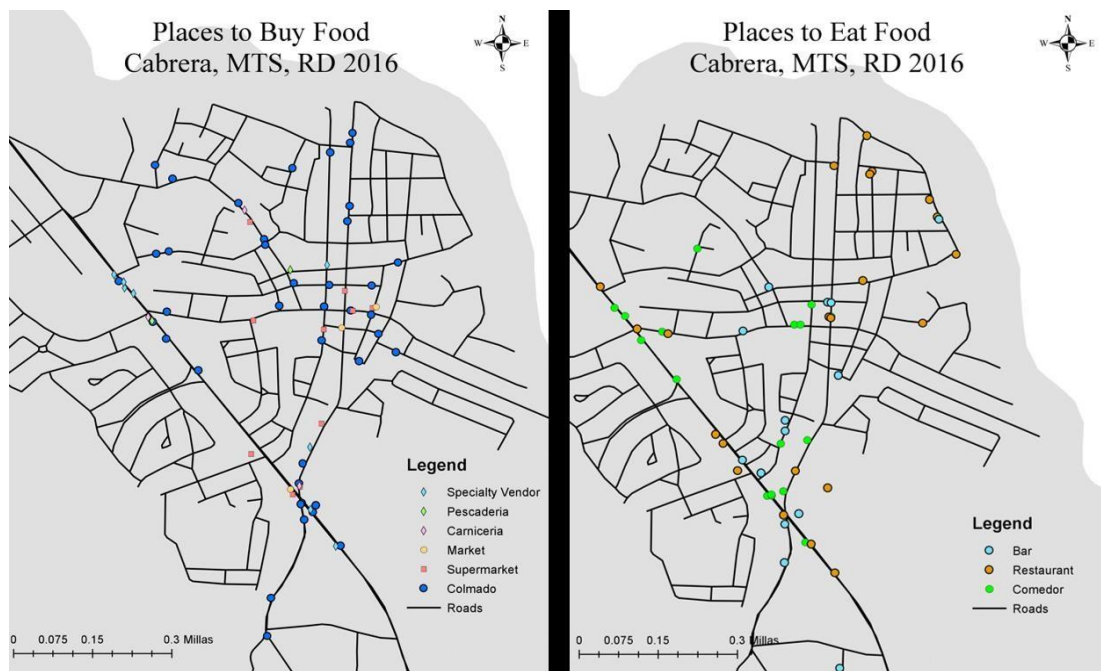 Places to Buy Food
Cabrera, MTS, RD 2016
N
W E
S
Legend
Specialty Vendor
Pescaderia
Carniceria
Market
Supermarket
Colmado
Roads
0 0.075 0.15 0.3 Millas
Places to Eat Food
Cabrera, MTS, RD 2016
N
W E
S
Legend
Bar
Restaurant
Comedor
Roads
0 0.075 0.15 0.3 Millas